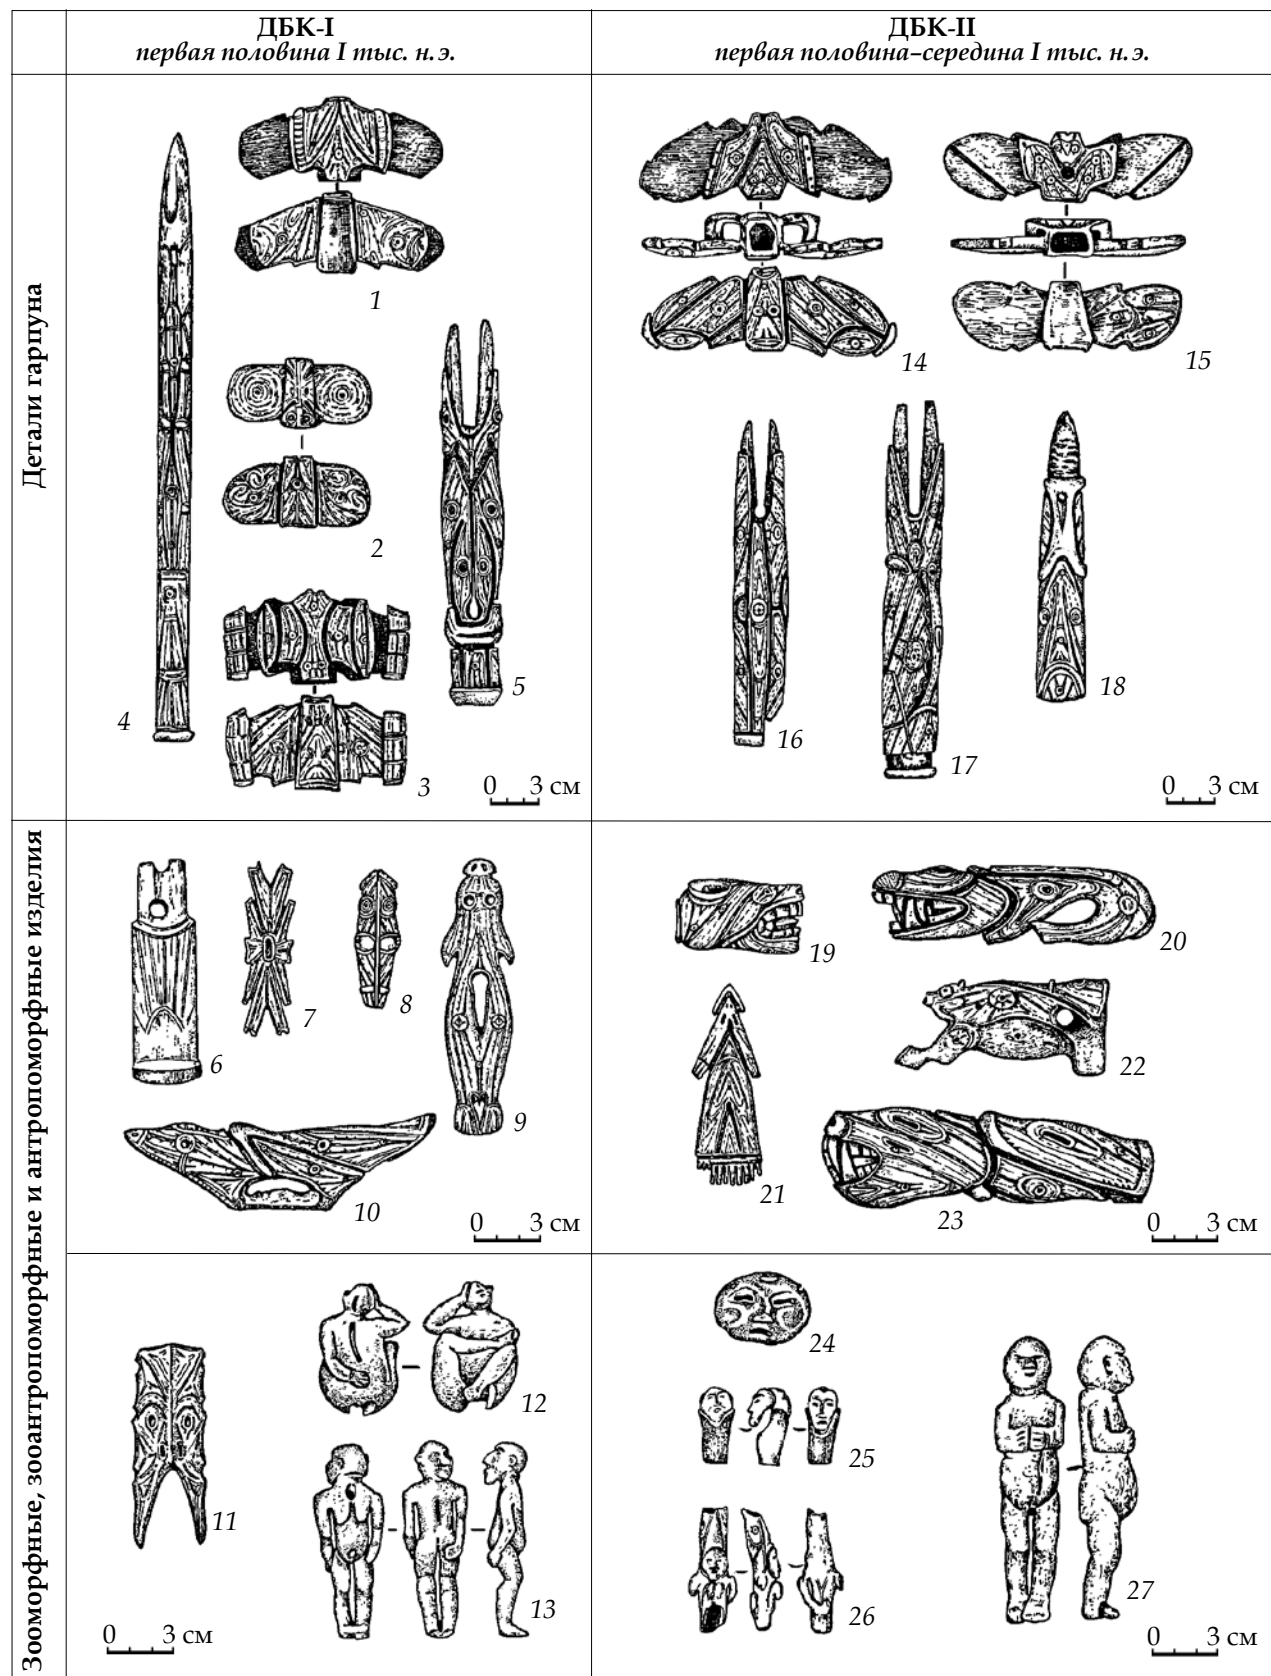 ДБК-I
первая половина I тыс. н. э.
ДБК-II
первая половина–середина I тыс. н. э.
Детали гарпуна
1
2
3
4
5
0 3 см
14
15
16
17
18
0 3 см
Зооморфные, зооантропоморфные и антропоморфные изделия
6
7
8
9
10
0 3 см
19
20
21
22
23
0 3 см
11
12
13
0 3 см
24
25
26
27
0 3 см